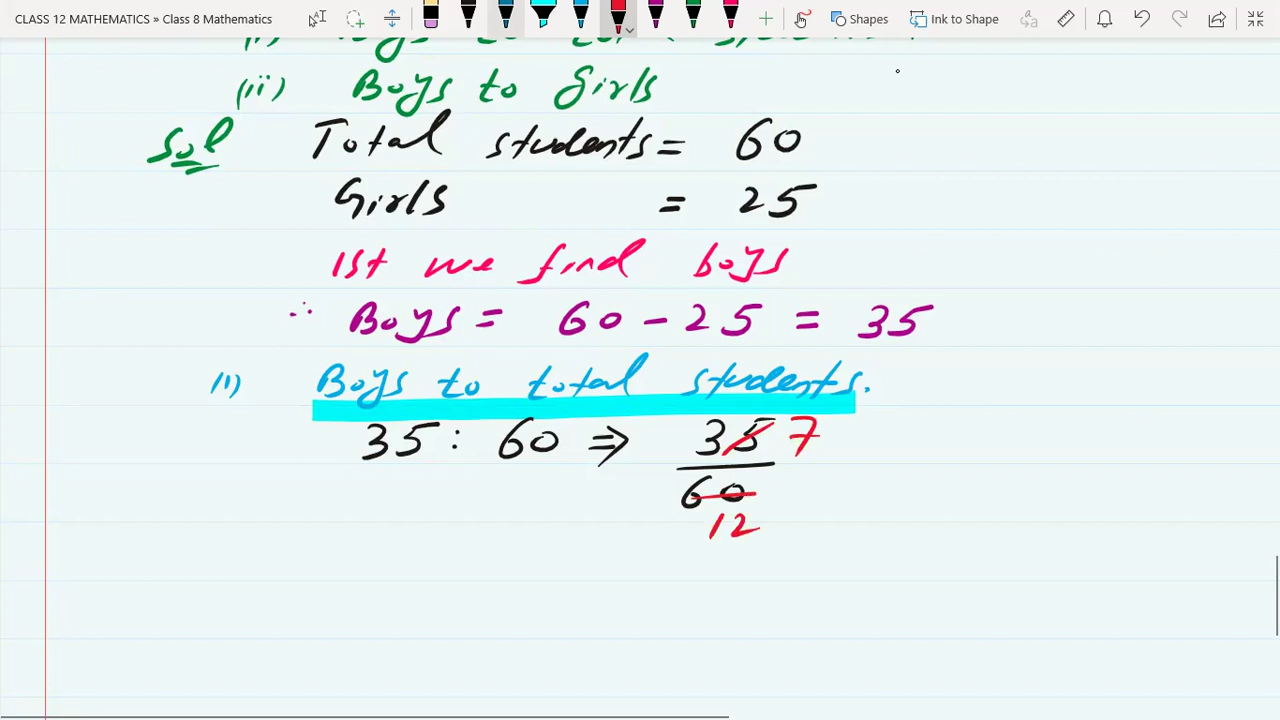 CLASS 12 MATHEMATICS » Class 8 Mathematics Shapes Ink to Shape
(ii) Boys to Girls
Sol Total students = 60
Girls = 25
1st we find boys
∴ Boys = 60 - 25 = 35
(1) Boys to total students.
35 : 60 ⇒ 35 7
60
12